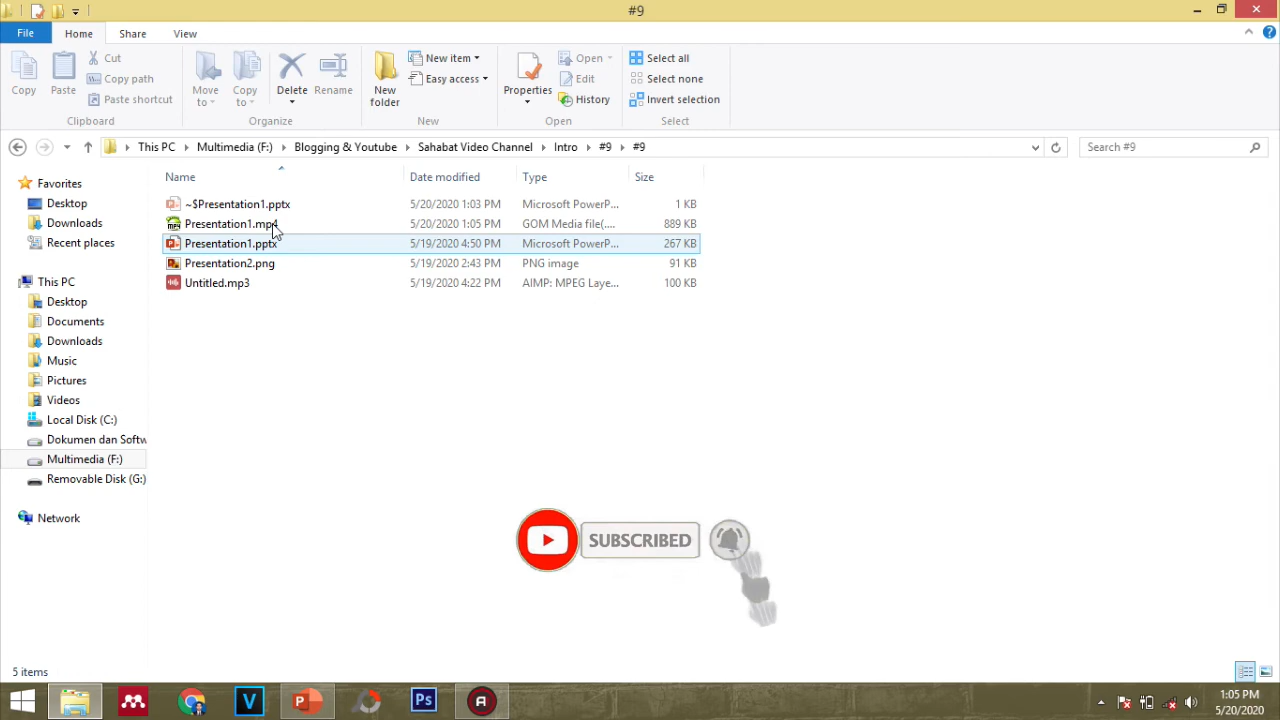 #9
File Home Share View
Copy Paste Cut Copy path Paste shortcut Move to Copy to Delete Rename New folder New item Easy access Properties Open Edit History Select all Select none Invert selection
Clipboard Organize New Open Select
This PC Multimedia (F:) Blogging & Youtube Sahabat Video Channel Intro #9 #9 Search #9
Name Date modified Type Size
~$Presentation1.pptx 5/20/2020 1:03 PM Microsoft PowerP... 1 KB
Presentation1.mp4 5/20/2020 1:05 PM GOM Media file(.... 889 KB
Presentation1.pptx 5/19/2020 4:50 PM Microsoft PowerP... 267 KB
Presentation2.png 5/19/2020 2:43 PM PNG image 91 KB
Untitled.mp3 5/19/2020 4:22 PM AIMP: MPEG Laye... 100 KB
Favorites
Desktop
Downloads
Recent places
This PC
Desktop
Documents
Downloads
Music
Pictures
Videos
Local Disk (C:)
Dokumen dan Softw
Multimedia (F:)
Removable Disk (G:)
Network
SUBSCRIBED
5 items
V P Ps
1:05 PM
5/20/2020